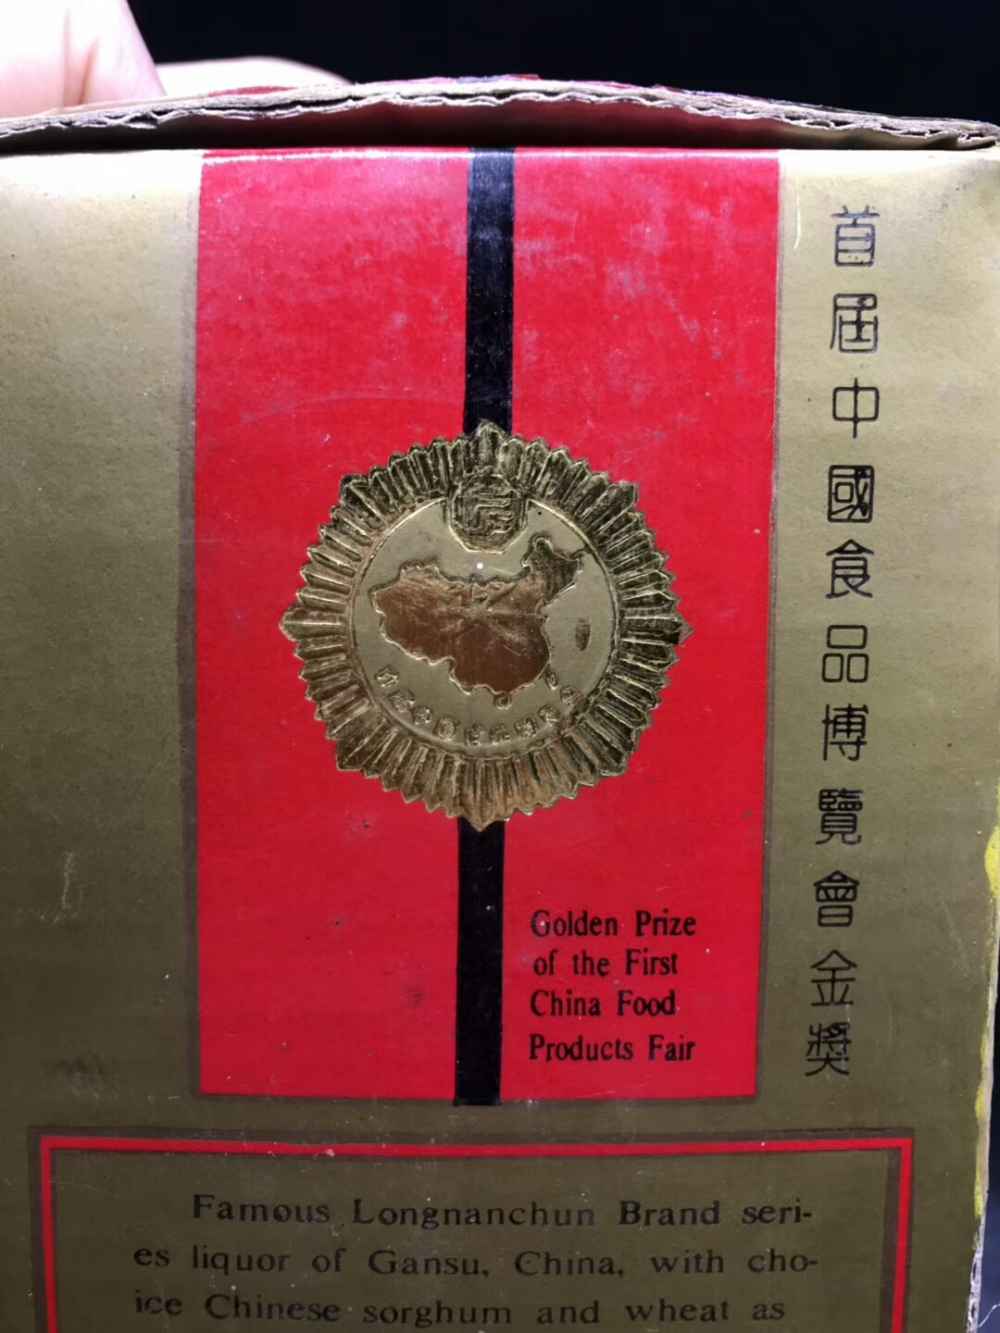 首届中國食品博覽會金獎
Golden Prize
of the First
China Food
Products Fair
Famous Longnanchun Brand seri-
es liquor of Gansu, China, with cho-
ice Chinese sorghum and wheat as